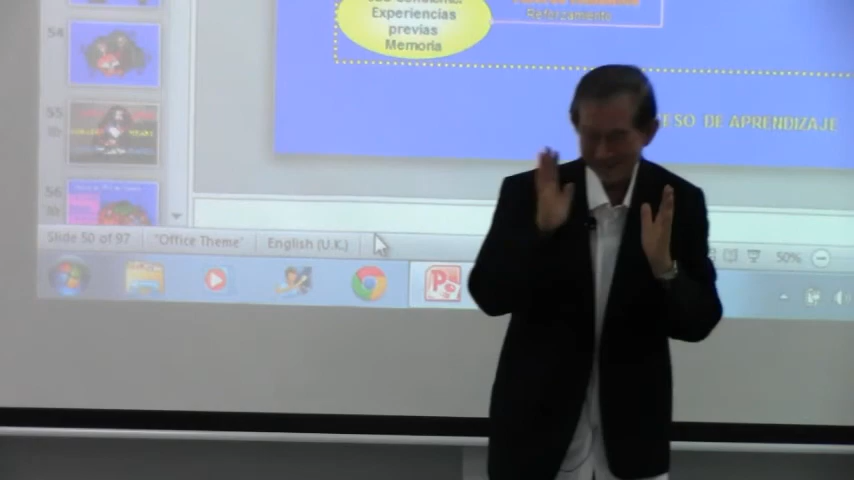 Experiencias
previas
Memoria
Reforzamiento
ESO DE APRENDIZAJE
54
55
56
Slide 50 of 97
"Office Theme"
English (U.K.)
50%